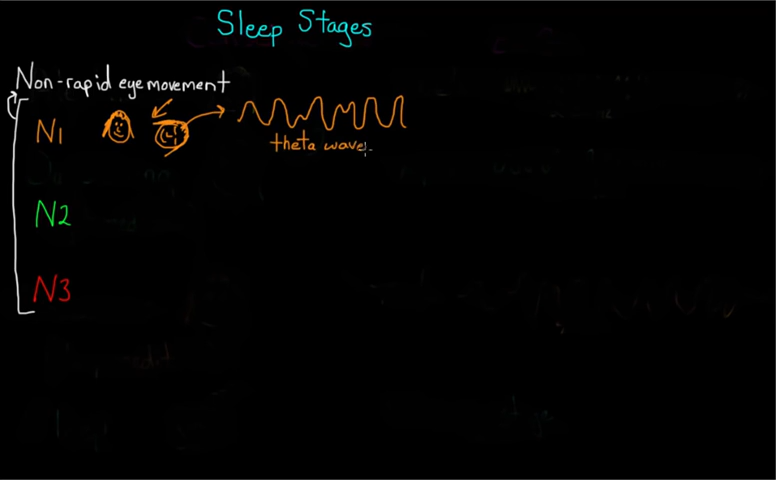 Sleep Stages
Non-rapid eye movement
N1
theta waves
N2
N3